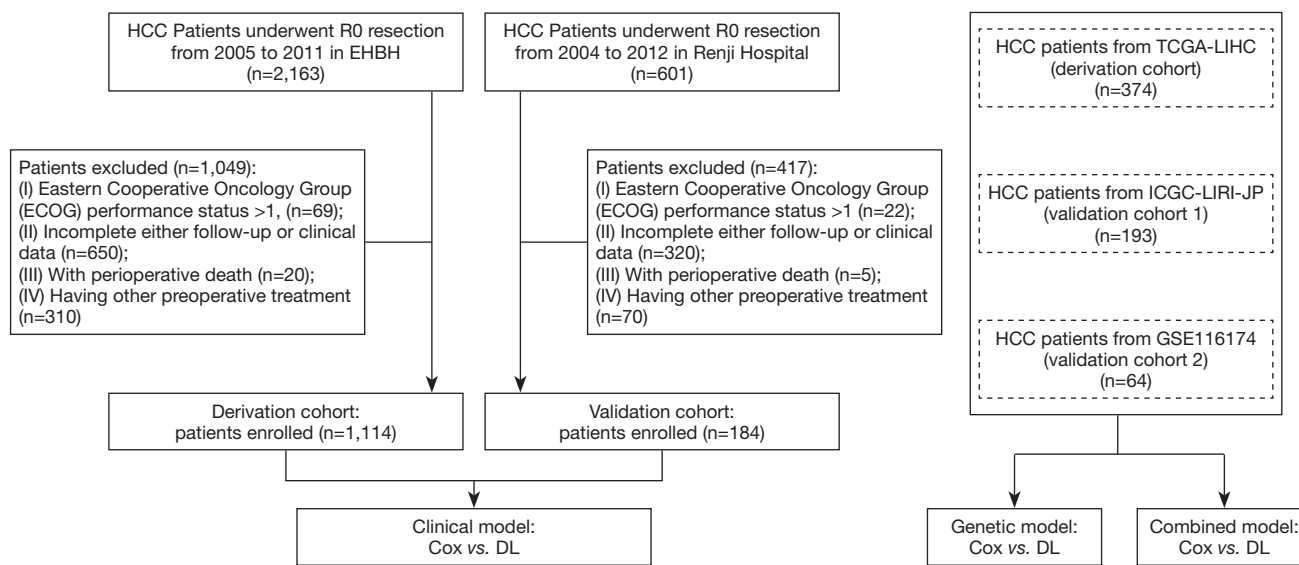 HCC Patients underwent R0 resection
from 2005 to 2011 in EHBH
(n=2,163)
HCC Patients underwent R0 resection
from 2004 to 2012 in Renji Hospital
(n=601)
Patients excluded (n=1,049):
(I) Eastern Cooperative Oncology Group
(ECOG) performance status >1, (n=69);
(II) Incomplete either follow-up or clinical
data (n=650);
(III) With perioperative death (n=20);
(IV) Having other preoperative treatment
(n=310)
Patients excluded (n=417):
(I) Eastern Cooperative Oncology Group
(ECOG) performance status >1 (n=22);
(II) Incomplete either follow-up or clinical
data (n=320);
(III) With perioperative death (n=5);
(IV) Having other preoperative treatment
(n=70)
Derivation cohort:
patients enrolled (n=1,114)
Validation cohort:
patients enrolled (n=184)
Clinical model:
Cox vs. DL
HCC patients from TCGA-LIHC
(derivation cohort)
(n=374)
HCC patients from ICGC-LIRI-JP
(validation cohort 1)
(n=193)
HCC patients from GSE116174
(validation cohort 2)
(n=64)
Genetic model:
Cox vs. DL
Combined model:
Cox vs. DL